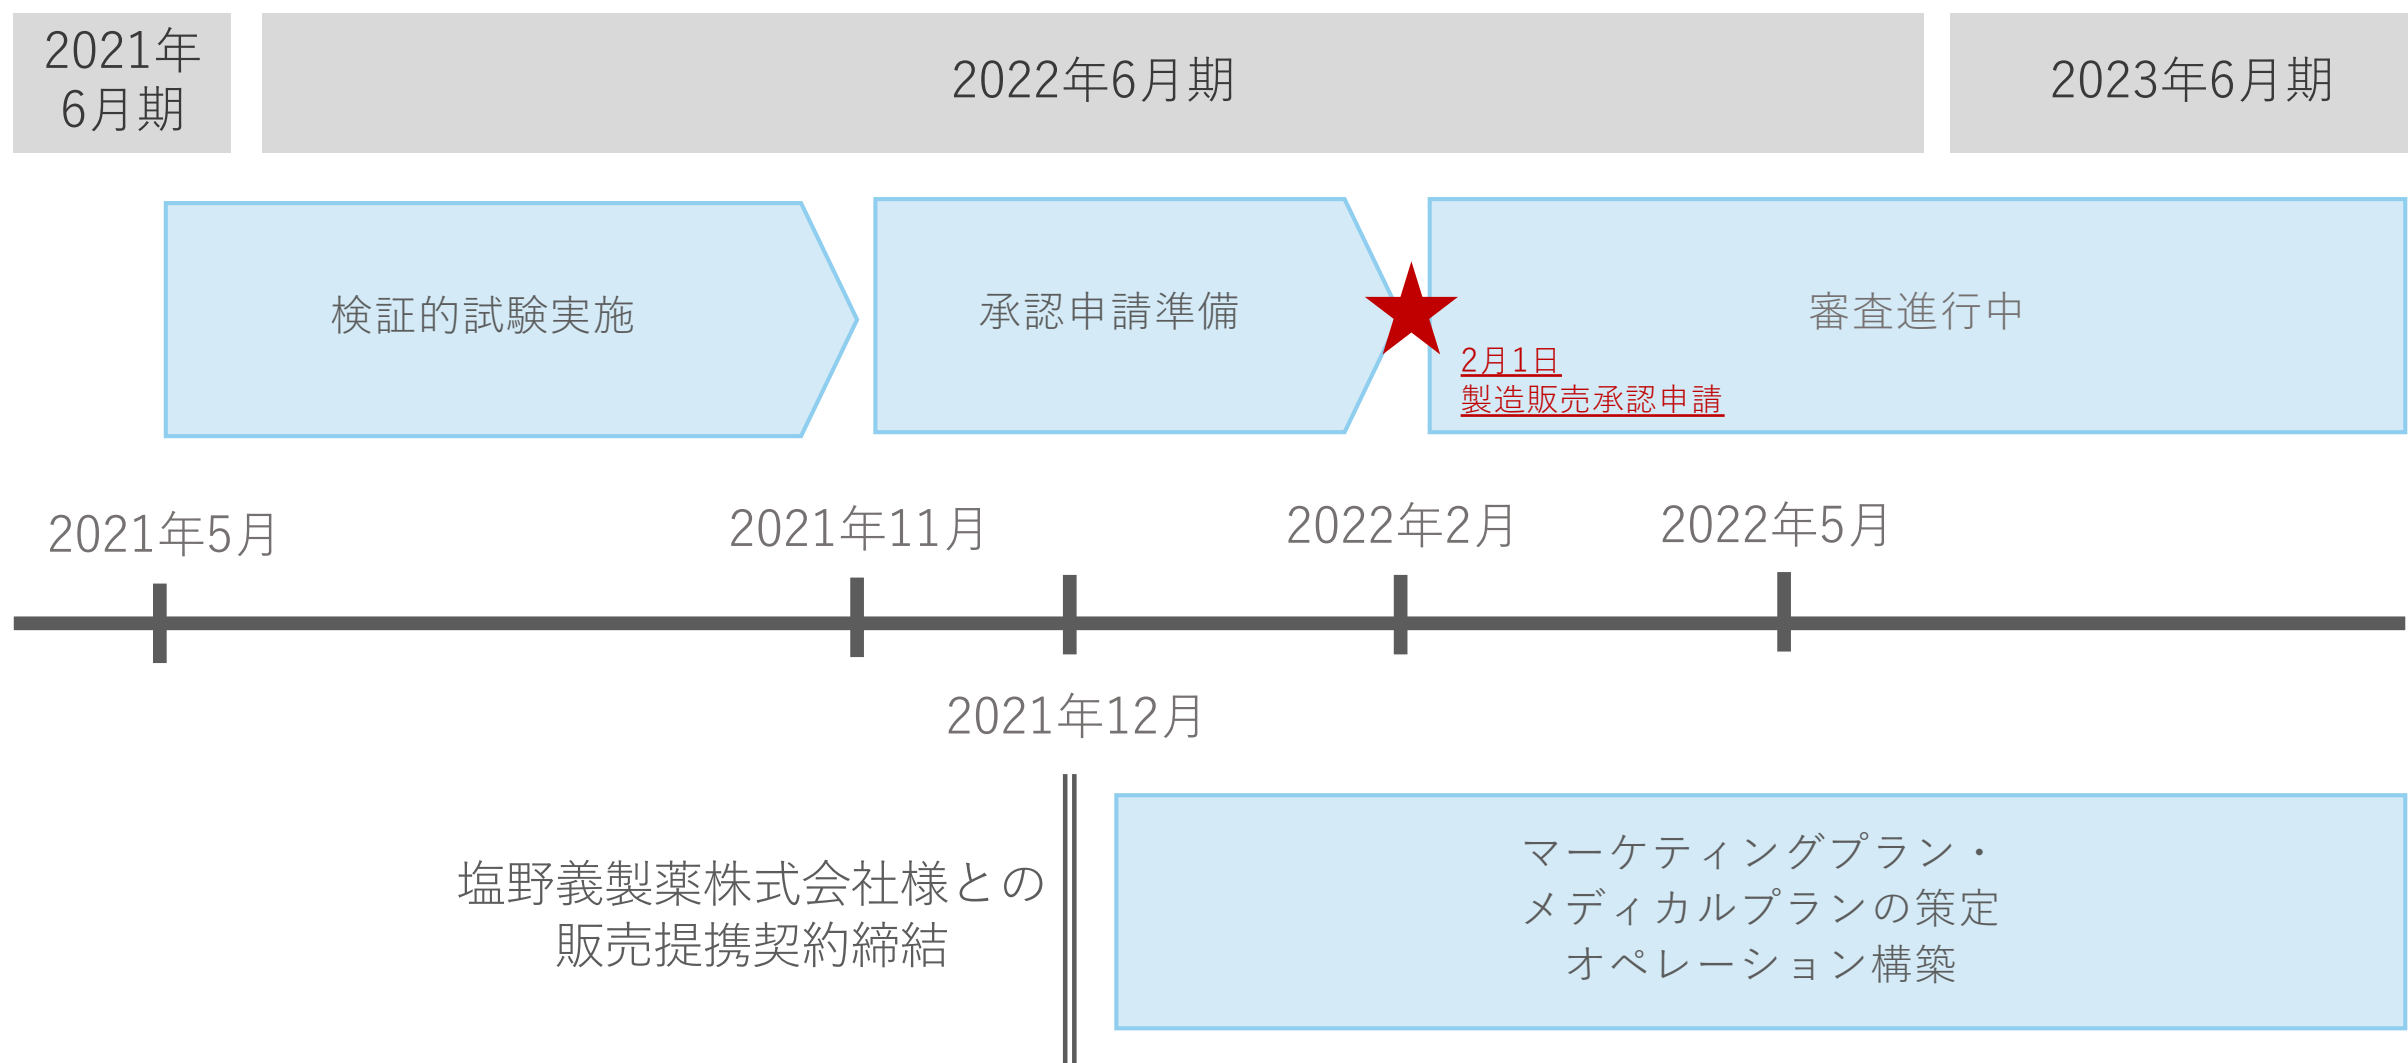 2021年
6月期
2022年6月期
2023年6月期
検証的試験実施
承認申請準備
審査進行中
2月1日
製造販売承認申請
2021年5月
2021年11月
2022年2月
2022年5月
2021年12月
塩野義製薬株式会社様との
販売提携契約締結
マーケティングプラン・
メディカルプランの策定
オペレーション構築